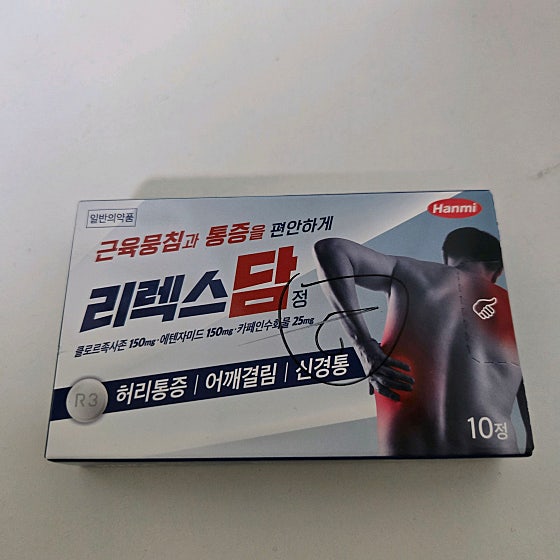 일반의약품
Hanmi
근육뭉침과 통증을 편안하게
리렉스담정
클로르족사존 150mg·에텐자미드 150mg·카페인수화물 25mg
R3 허리통증 | 어깨결림 | 신경통
10정